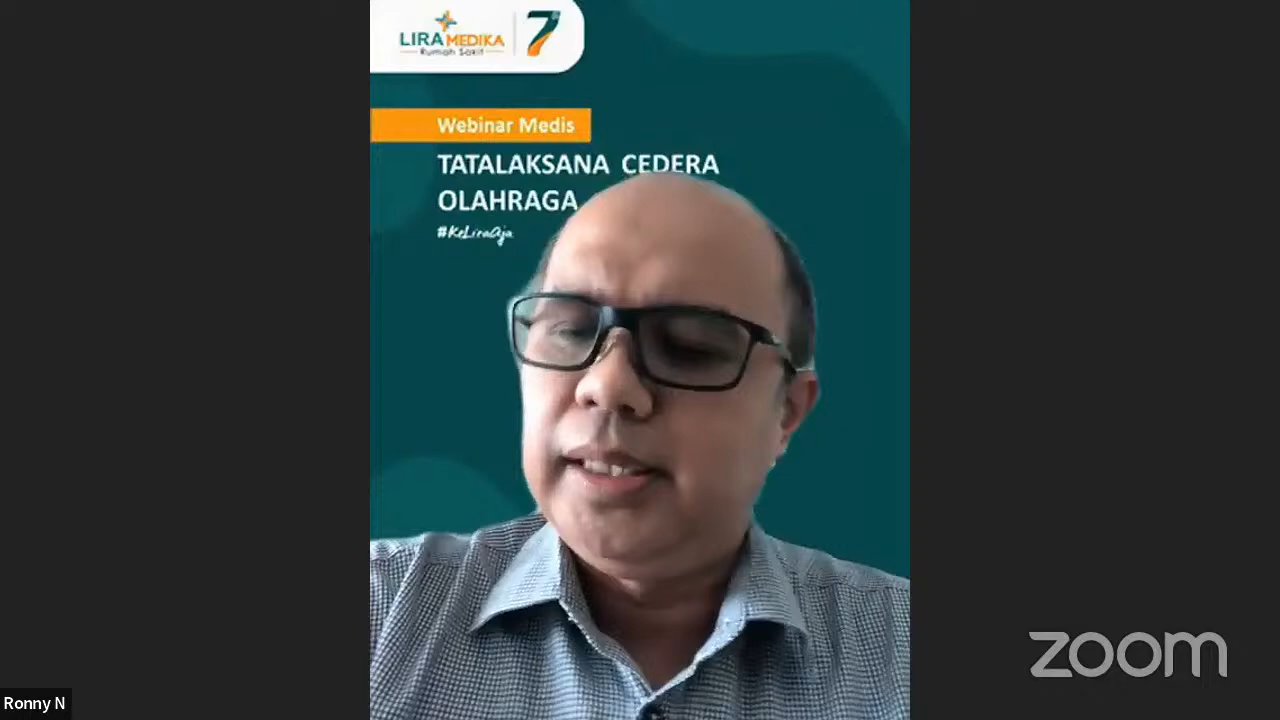 LIRA MEDIKA
Rumah Sakit
7
Webinar Medis
TATALAKSANA CEDERA
OLAHRAGA
#KeLiraAja
zoom
Ronny N